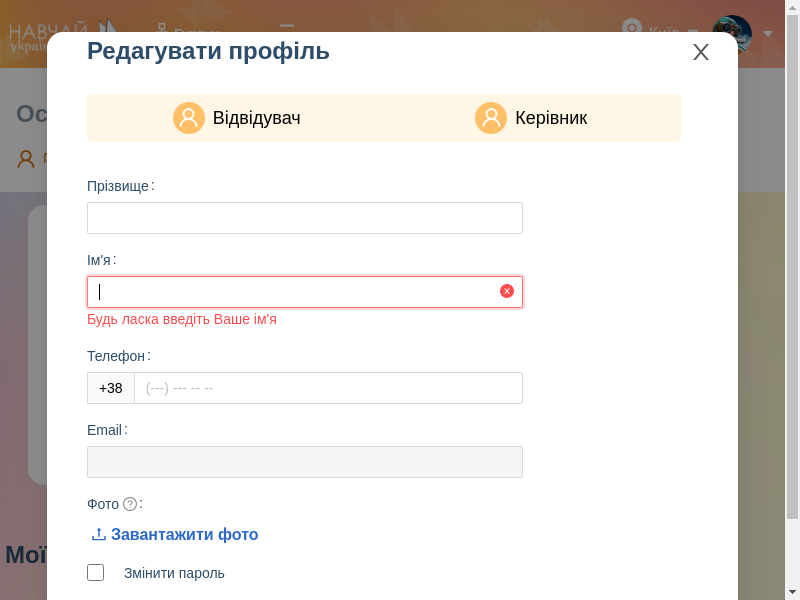 НАВЧАЙ
Київ
Редагувати профіль
Відвідувач
Керівник
Прізвище:
Ім'я:
Будь ласка введіть Ваше ім'я
Телефон:
+38
(---) --- -- --
Email:
Фото ?:
Завантажити фото
Змінити пароль
Ос
Мої